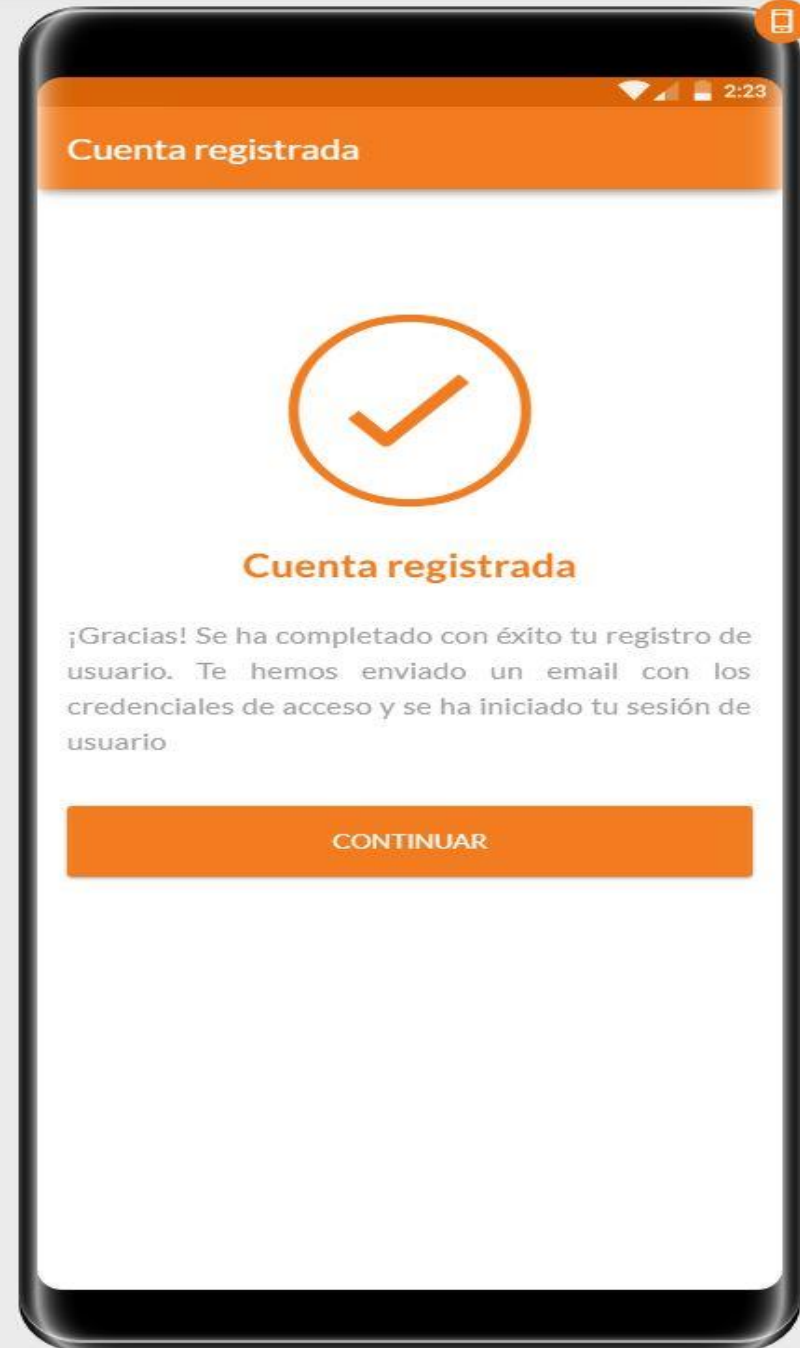 2:23
Cuenta registrada
Cuenta registrada
¡Gracias! Se ha completado con éxito tu registro de
usuario. Te hemos enviado un email con los
credenciales de acceso y se ha iniciado tu sesión de
usuario
CONTINUAR